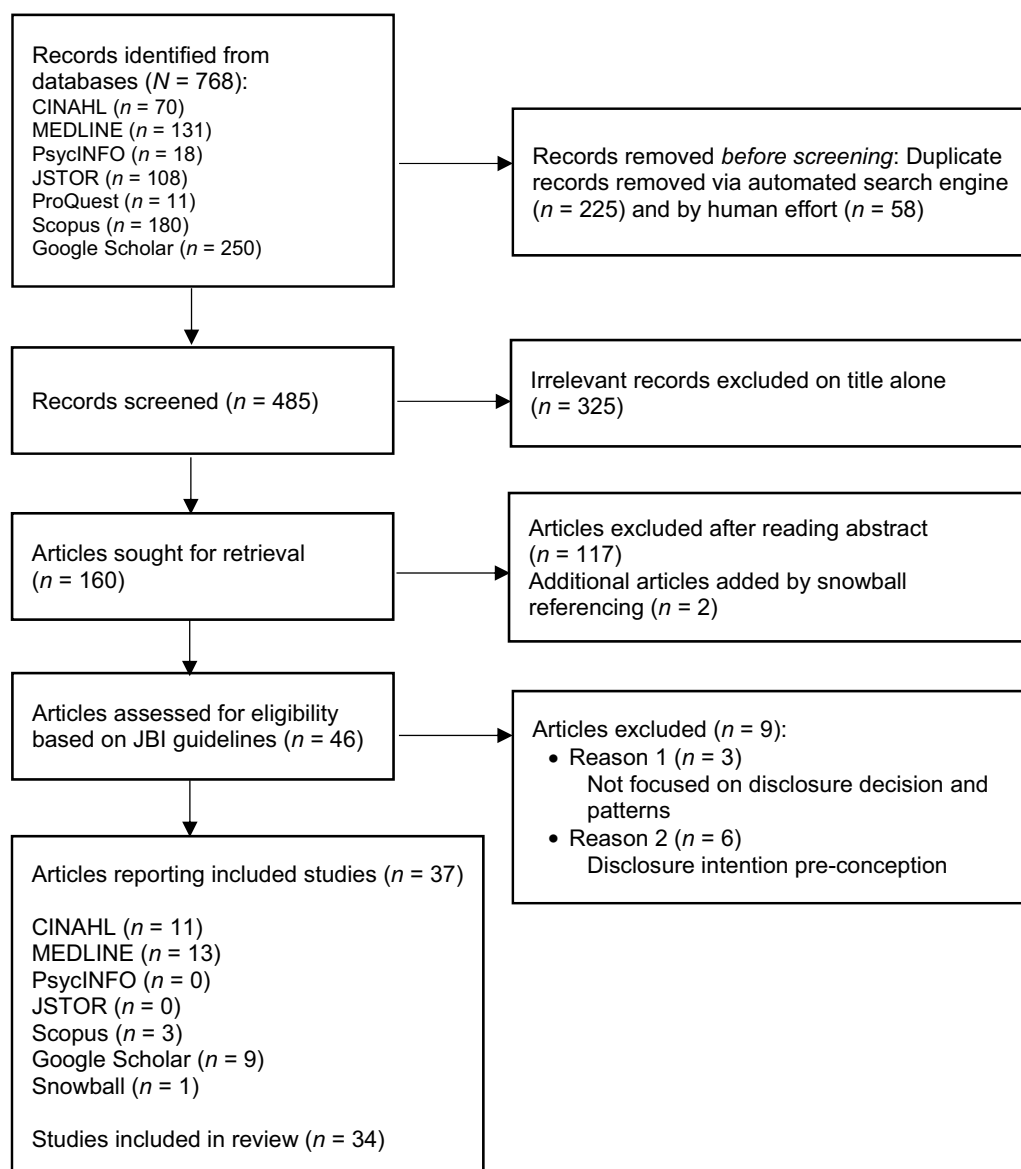 Records identified from
databases (N = 768):
CINAHL (n = 70)
MEDLINE (n = 131)
PsycINFO (n = 18)
JSTOR (n = 108)
ProQuest (n = 11)
Scopus (n = 180)
Google Scholar (n = 250)
Records removed before screening: Duplicate
records removed via automated search engine
(n = 225) and by human effort (n = 58)
Records screened (n = 485)
Irrelevant records excluded on title alone
(n = 325)
Articles sought for retrieval
(n = 160)
Articles excluded after reading abstract
(n = 117)
Additional articles added by snowball
referencing (n = 2)
Articles assessed for eligibility
based on JBI guidelines (n = 46)
Articles excluded (n = 9):
• Reason 1 (n = 3)
Not focused on disclosure decision and
patterns
• Reason 2 (n = 6)
Disclosure intention pre-conception
Articles reporting included studies (n = 37)
CINAHL (n = 11)
MEDLINE (n = 13)
PsycINFO (n = 0)
JSTOR (n = 0)
Scopus (n = 3)
Google Scholar (n = 9)
Snowball (n = 1)
Studies included in review (n = 34)